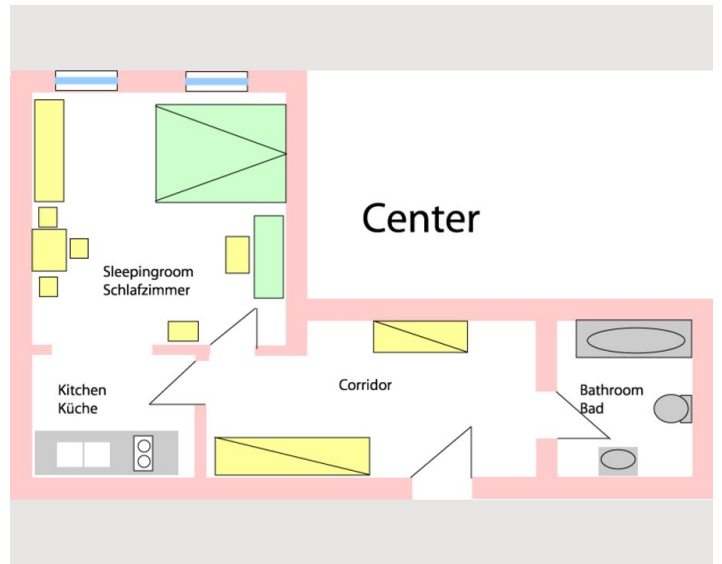 Center
Sleepingroom
Schlafzimmer
Kitchen
Küche
Corridor
Bathroom
Bad